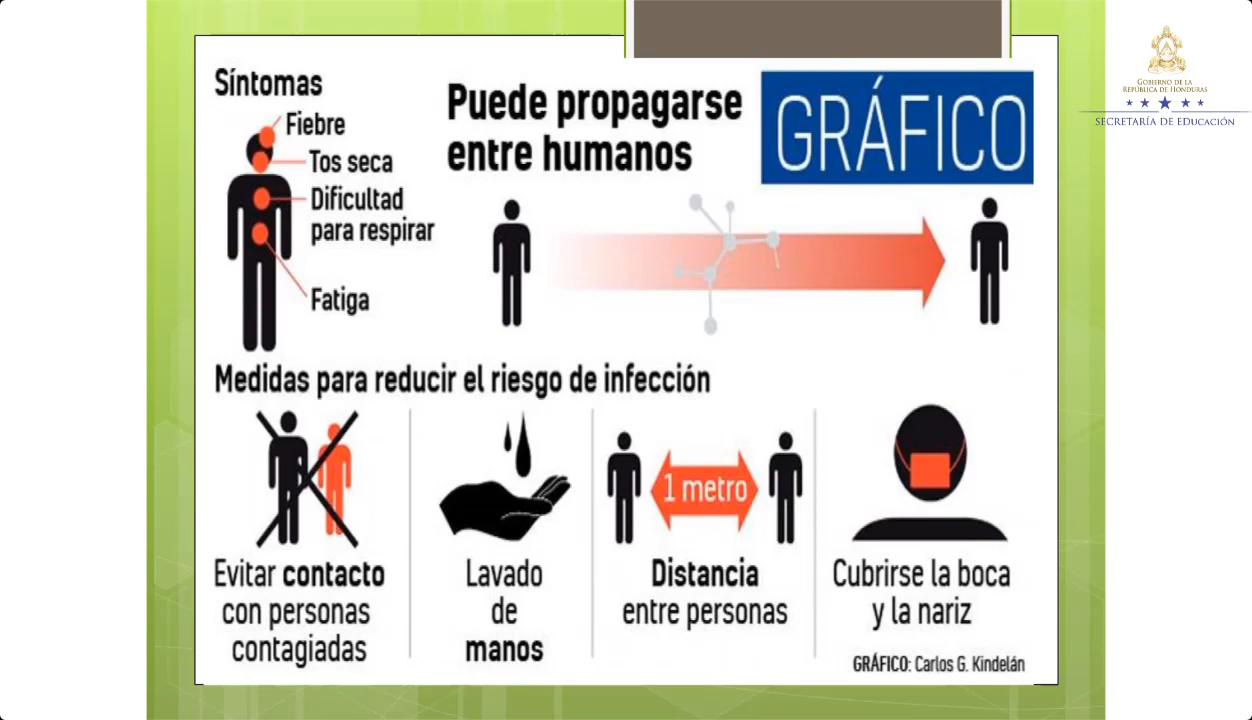 Síntomas
Fiebre
Tos seca
Dificultad
para respirar
Fatiga
Puede propagarse
entre humanos
GRÁFICO
GOBIERNO DE LA
REPÚBLICA DE HONDURAS
SECRETARÍA DE EDUCACIÓN
Medidas para reducir el riesgo de infección
Evitar contacto
con personas
contagiadas
Lavado
de
manos
1 metro
Distancia
entre personas
Cubrirse la boca
y la nariz
GRÁFICO: Carlos G. Kindelán